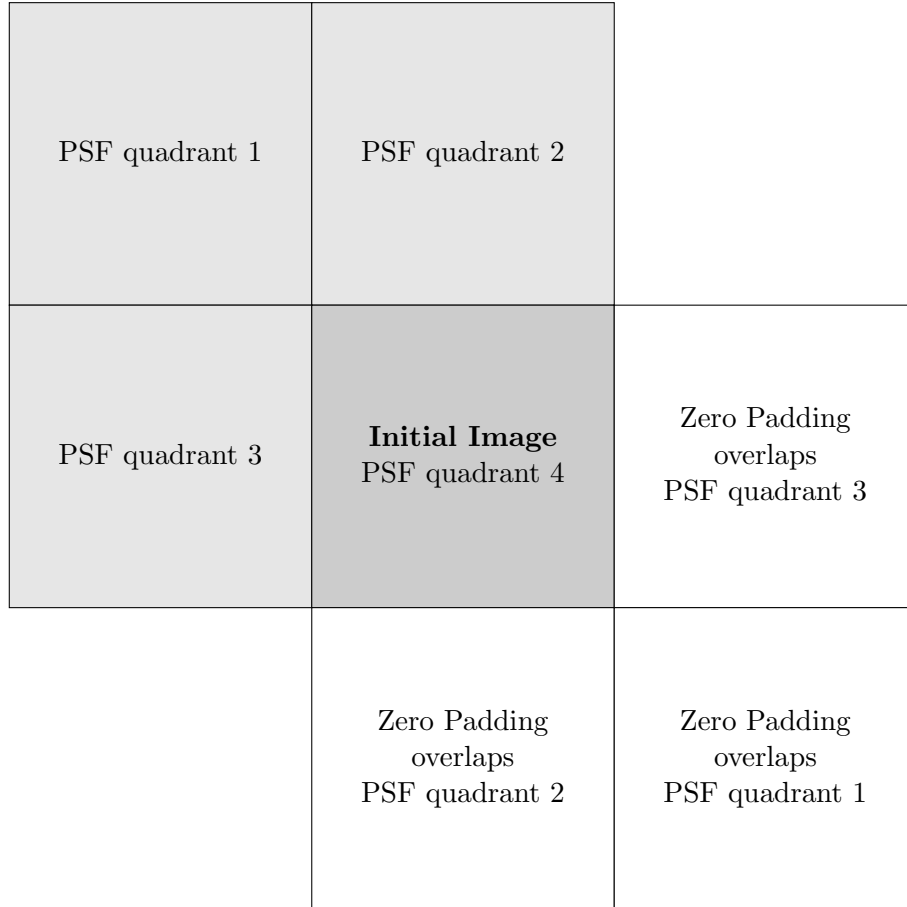 PSF quadrant 1
PSF quadrant 2
PSF quadrant 3
Initial Image
PSF quadrant 4
Zero Padding
overlaps
PSF quadrant 3
Zero Padding
overlaps
PSF quadrant 2
Zero Padding
overlaps
PSF quadrant 1